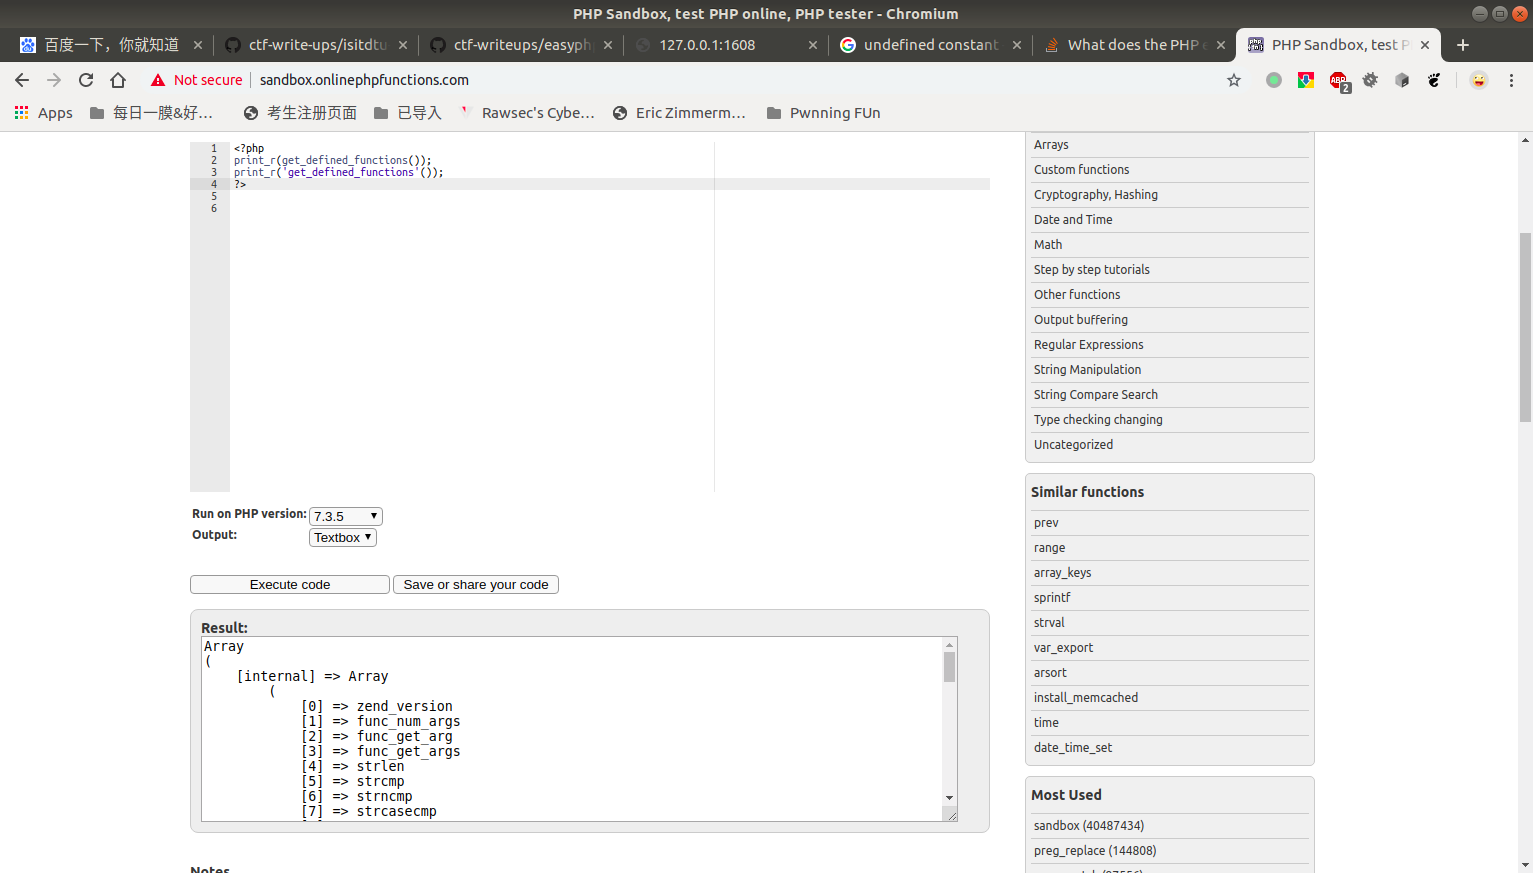 PHP Sandbox, test PHP online, PHP tester - Chromium
百度一下，你就知道
ctf-write-ups/isitdtu
ctf-writeups/easyph
127.0.0.1:1608
undefined constant
What does the PHP e
PHP Sandbox, test P
Not secure
sandbox.onlinephpfunctions.com
ABP
2
Apps
每日一膜&好...
考生注册页面
已导入
Rawsec's Cybe...
Eric Zimmerm...
Pwnning FUn
1 <?php
2 print_r(get_defined_functions());
3 print_r('get_defined_functions'());
4 ?>
5
6
Run on PHP version: 7.3.5
Output: Textbox
Execute code
Save or share your code
Result:
Array
(
[internal] => Array
(
[0] => zend_version
[1] => func_num_args
[2] => func_get_arg
[3] => func_get_args
[4] => strlen
[5] => strcmp
[6] => strncmp
[7] => strcasecmp
Notes
Arrays
Custom functions
Cryptography, Hashing
Date and Time
Math
Step by step tutorials
Other functions
Output buffering
Regular Expressions
String Manipulation
String Compare Search
Type checking changing
Uncategorized
Similar functions
prev
range
array_keys
sprintf
strval
var_export
arsort
install_memcached
time
date_time_set
Most Used
sandbox (40487434)
preg_replace (144808)